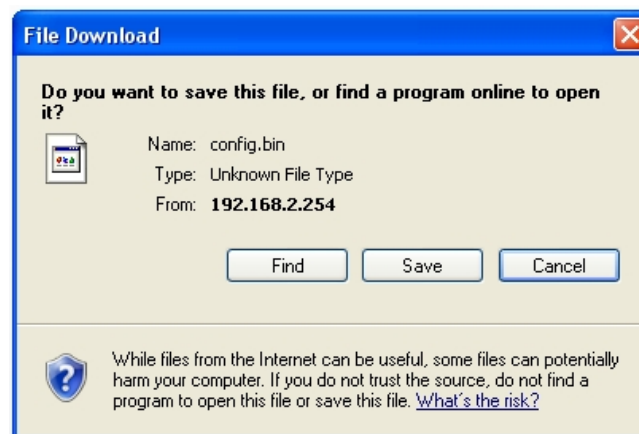 File Download
Do you want to save this file, or find a program online to open
it?
Name: config.bin
Type: Unknown File Type
From: 192.168.2.254
Find Save Cancel
While files from the Internet can be useful, some files can potentially
harm your computer. If you do not trust the source, do not find a
program to open this file or save this file. What's the risk?